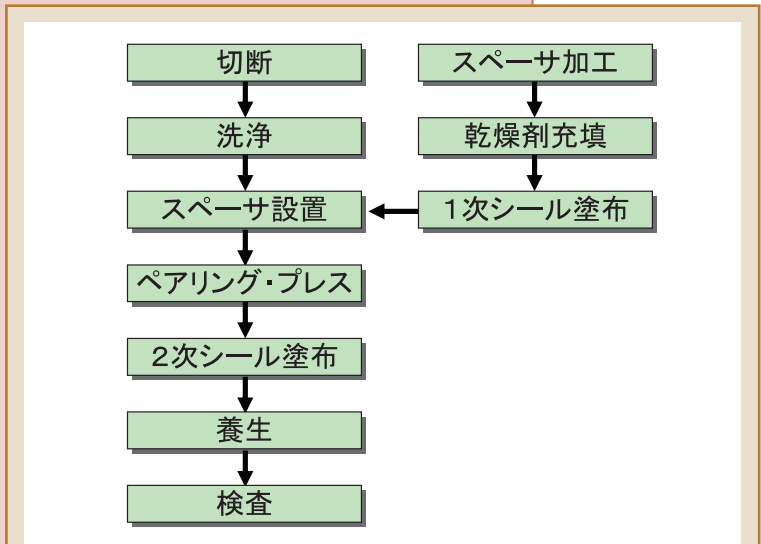 切断
洗浄
スペーサ加工
乾燥剤充填
1次シール塗布
スペーサ設置
ペアリング・プレス
2次シール塗布
養生
検査